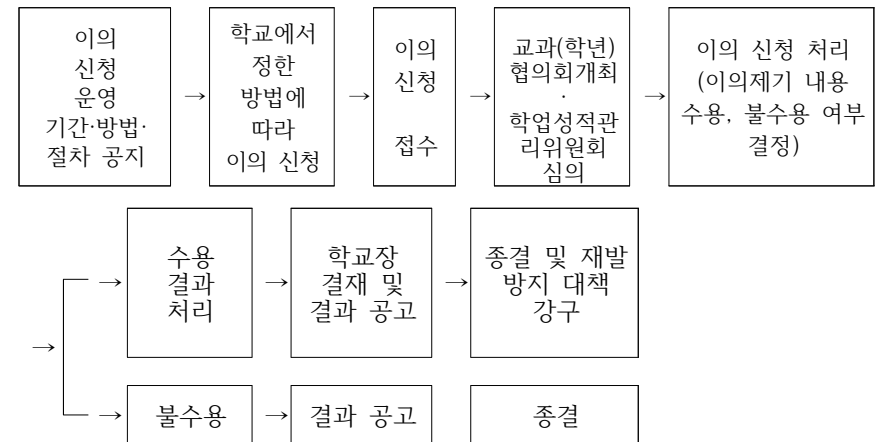 이의
신청
운영
기간·방법·
절차 공지
→
학교에서
정한
방법에
따라
이의 신청
→
이의
신청
접수
→
교과(학년)
협의회개최
·
학업성적관
리위원회
심의
→
이의 신청 처리
(이의제기 내용
수용, 불수용 여부
결정)
→
→
수용
결과
처리
→
학교장
결재 및
결과 공고
→
종결 및 재발
방지 대책
강구
→
불수용
→
결과 공고
종결